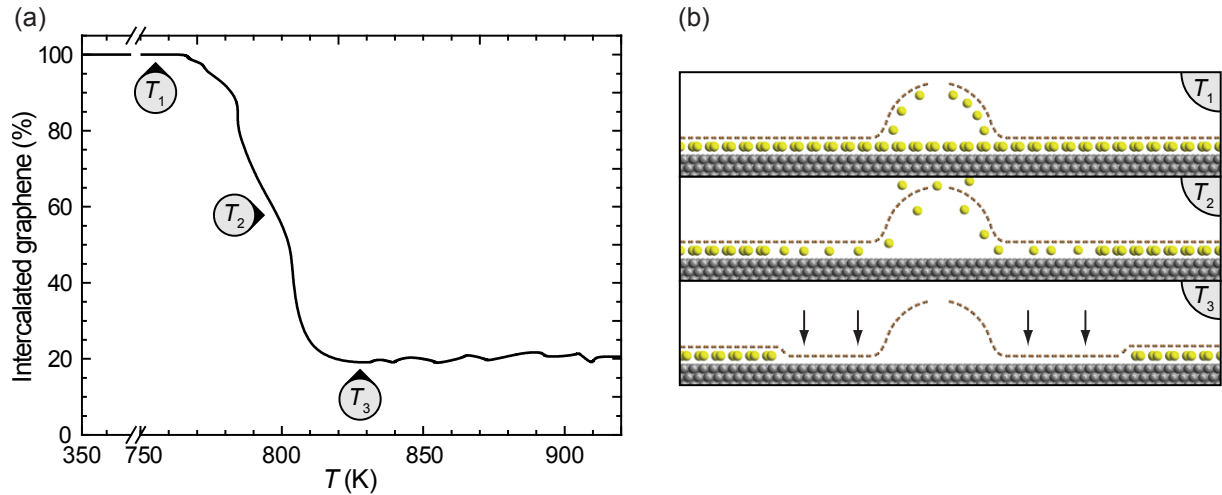 (a)
(b)
Intercalated graphene (%)
100
80
60
40
20
0
T1
T2
T3
350
750
800
850
900
T (K)
T1
T2
T3